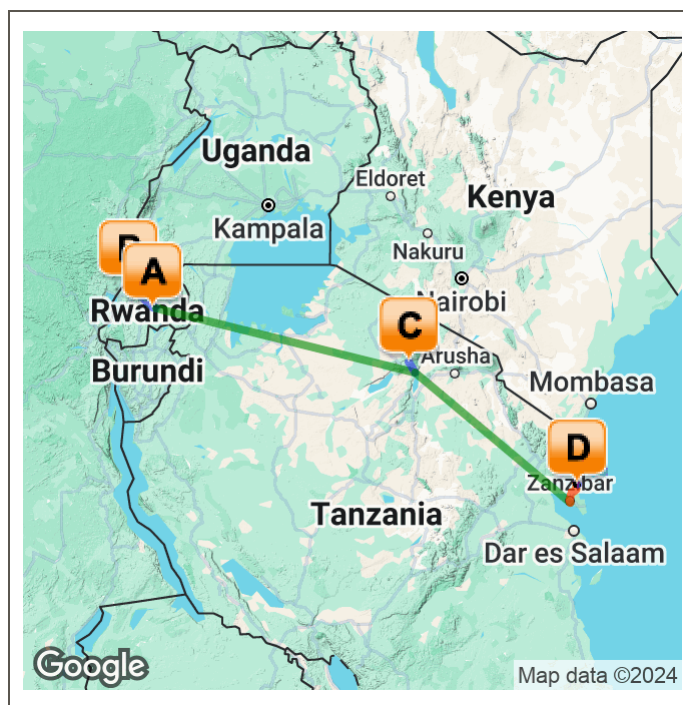 Uganda
Eldoret
Kenya
Kampala
Nakuru
A
Nairobi
Rwanda
C
Arusha
Burundi
Mombasa
D
Zanzibar
Tanzania
Dar es Salaam
Google
Map data ©2024